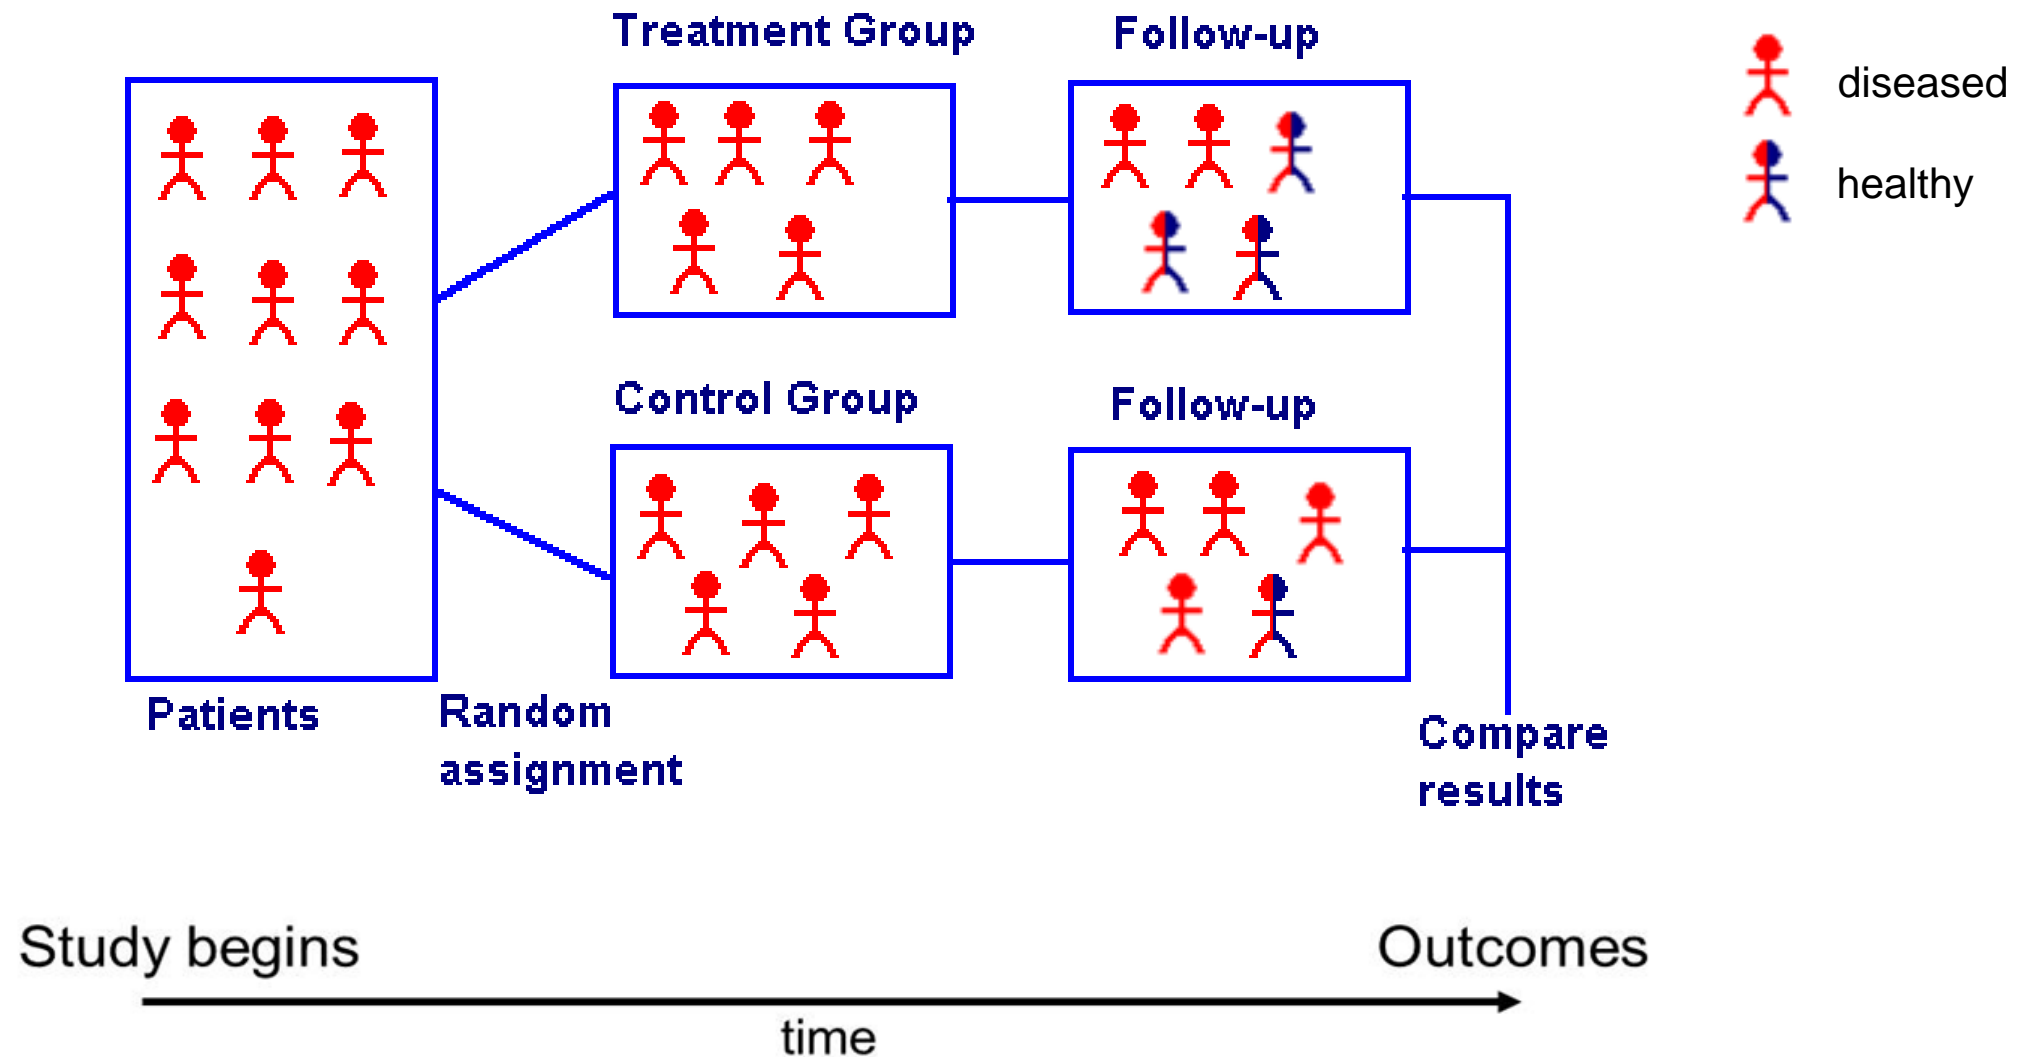 Treatment Group
Follow-up
diseased
healthy
Control Group
Follow-up
Patients
Random
assignment
Compare
results
Study begins
Outcomes
time